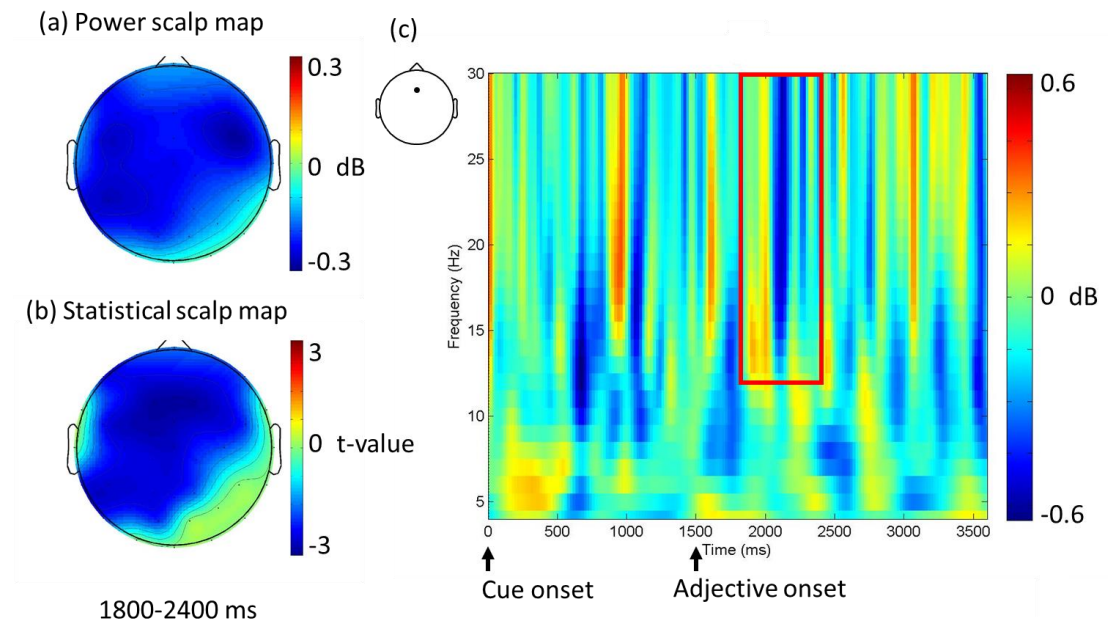 (a) Power scalp map
0.3
0 dB
-0.3
(b) Statistical scalp map
3
0 t-value
-3
1800-2400 ms
(c)
30
25
20
15
10
5
Frequency (Hz)
0 500 1000 1500 2000 2500 3000 3500
Time (ms)
Cue onset
Adjective onset
0.6
0 dB
-0.6